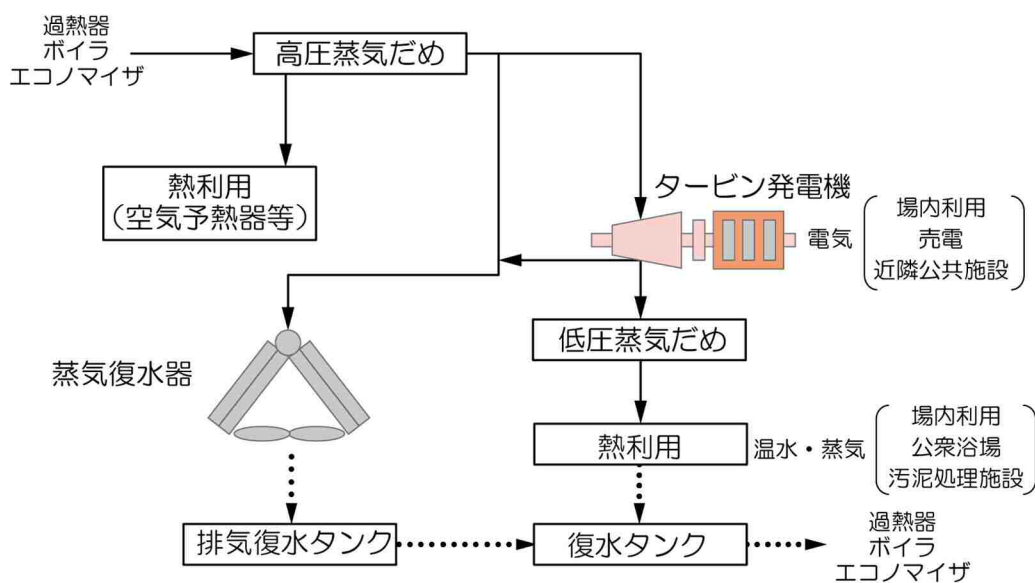 過熱器
ボイラ
エコノマイザ
高圧蒸気だめ
熱利用
(空気予熱器等)
タービン発電機
電気
場内利用
売電
近隣公共施設
低圧蒸気だめ
蒸気復水器
熱利用
温水・蒸気
場内利用
公衆浴場
汚泥処理施設
排気復水タンク
復水タンク
過熱器
ボイラ
エコノマイザ